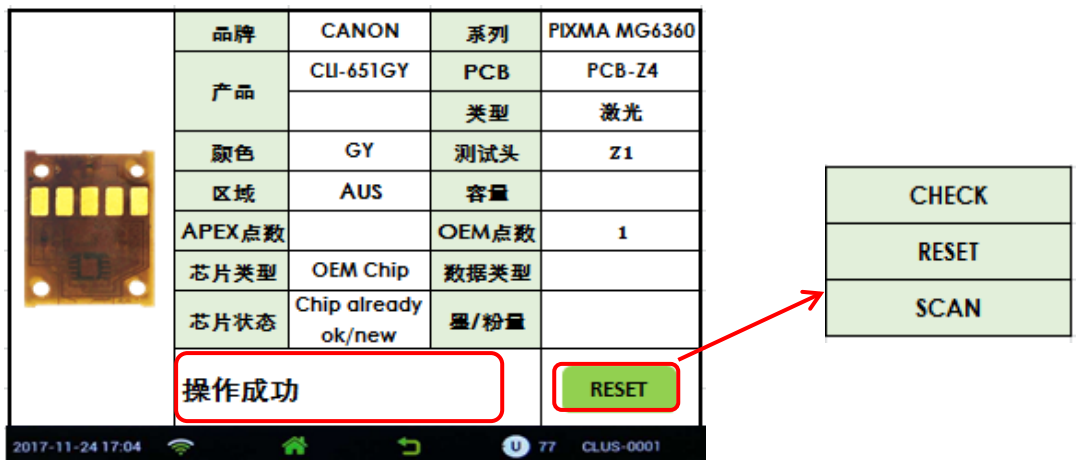 品牌 CANON 系列 PIXMA MG6360
产品 CLI-651GY PCB PCB-Z4
类型 激光
颜色 GY 测试头 Z1
区域 AUS 容量
APEX点数 OEM点数 1
芯片类型 OEM Chip 数据类型
芯片状态 Chip already
ok/new 墨/粉量
操作成功 RESET
2017-11-24 17:04 U 77 CLUS-0001
CHECK
RESET
SCAN